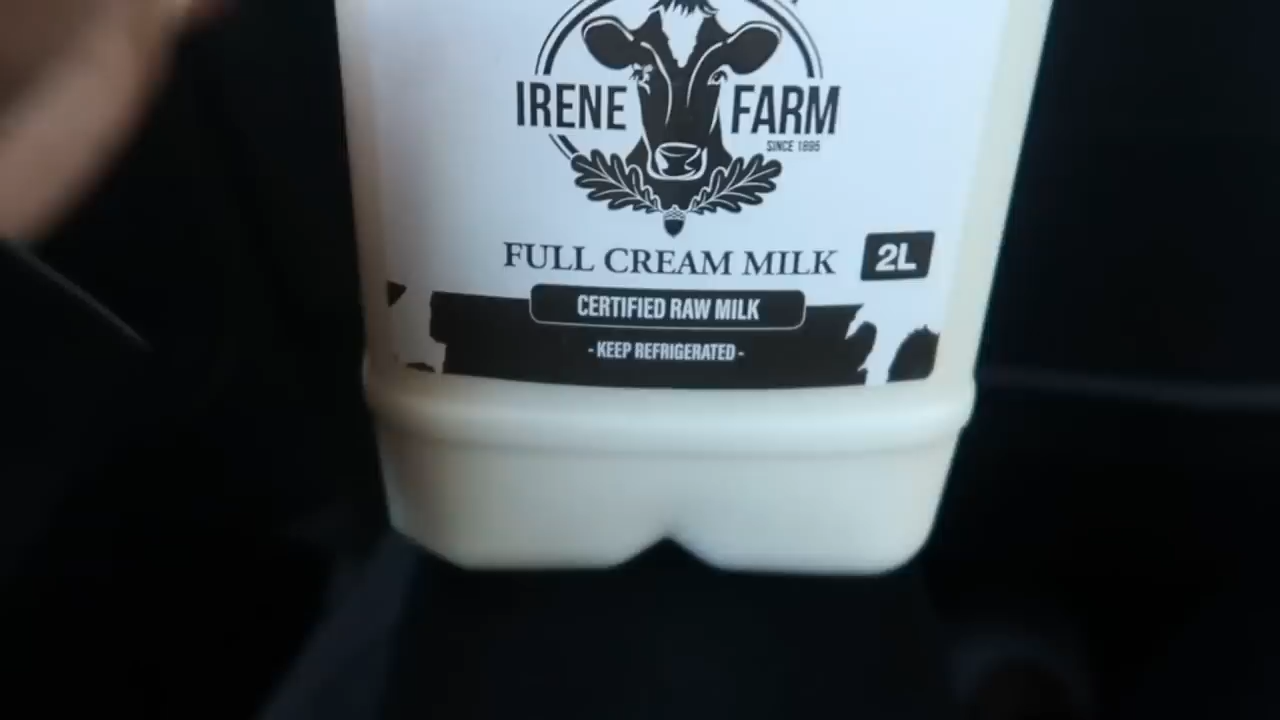 IRENE FARM
SINCE 1895
FULL CREAM MILK 2L
CERTIFIED RAW MILK
- KEEP REFRIGERATED -